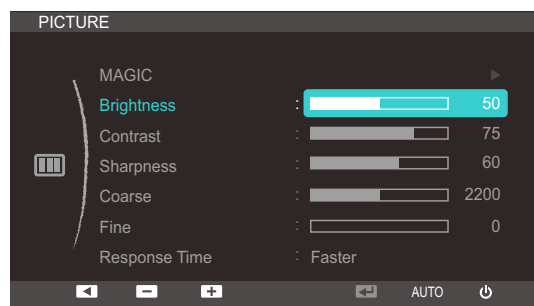 PICTURE
MAGIC
Brightness : 50
Contrast : 75
Sharpness : 60
Coarse : 2200
Fine : 0
Response Time : Faster
AUTO